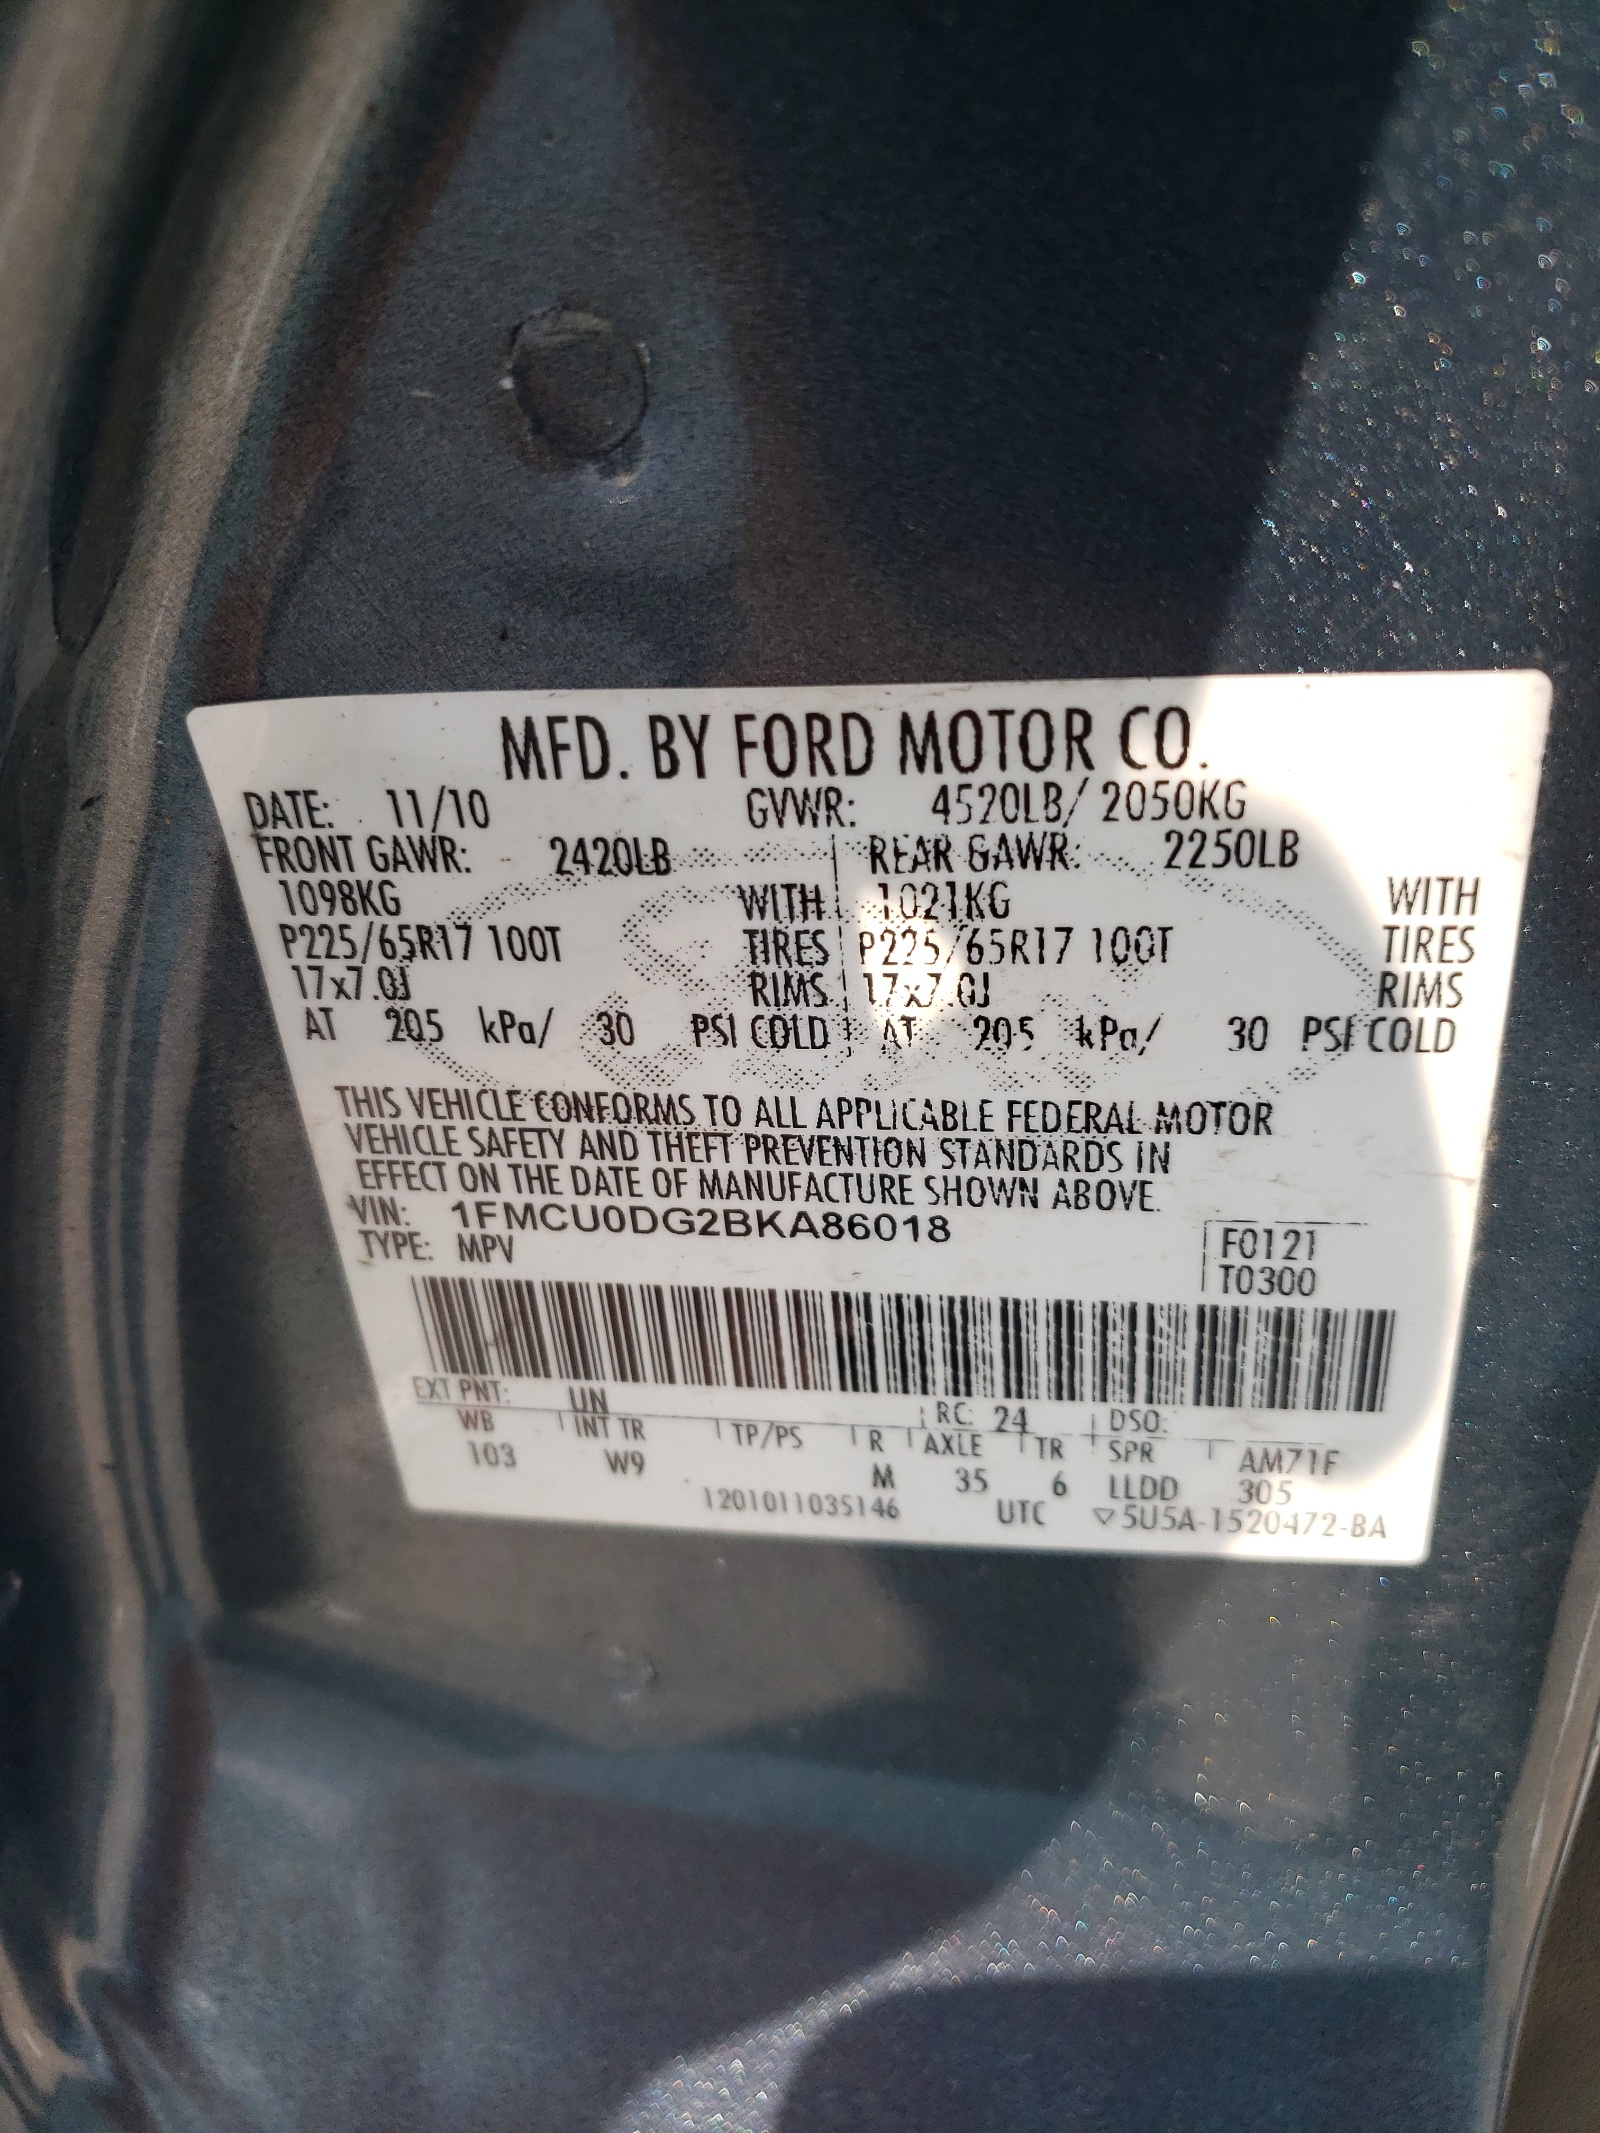 MFD. BY FORD MOTOR CO.
DATE: 11/10 GVWR: 4520LB/ 2050KG
FRONT GAWR: 2420LB REAR GAWR: 2250LB
1098KG WITH 1021KG WITH
P225/65R17 100T TIRES P225/65R17 100T TIRES
17x7.0J RIMS 17x7.0J RIMS
AT 205 kPa/ 30 PSI COLD AT 205 kPa/ 30 PSI COLD
THIS VEHICLE CONFORMS TO ALL APPLICABLE FEDERAL MOTOR
VEHICLE SAFETY AND THEFT PREVENTION STANDARDS IN
EFFECT ON THE DATE OF MANUFACTURE SHOWN ABOVE.
VIN: 1FMCU0DG2BKA86018
TYPE: MPV
F0121
T0300
EXT PNT: UN RC: 24 DSO:
WB INT TR TP/PS R AXLE TR SPR AM71F
103 W9 M 35 6 LLDD 305
1201011035146 UTC ▽5U5A-1520472-BA